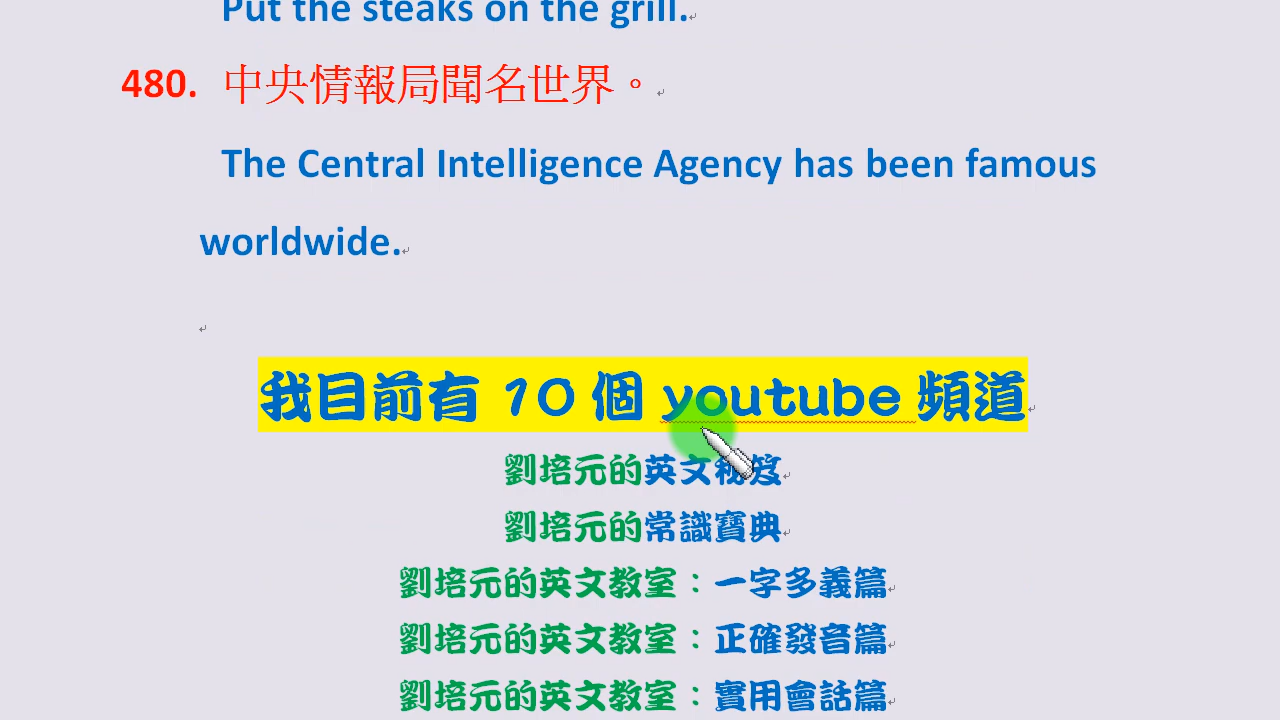 Put the steaks on the grill.
480. 中央情報局聞名世界。
The Central Intelligence Agency has been famous
worldwide.
我目前有 10 個 youtube 頻道
劉培元的英文秘笈
劉培元的常識寶典
劉培元的英文教室：一字多義篇
劉培元的英文教室：正確發音篇
劉培元的英文教室：實用會話篇